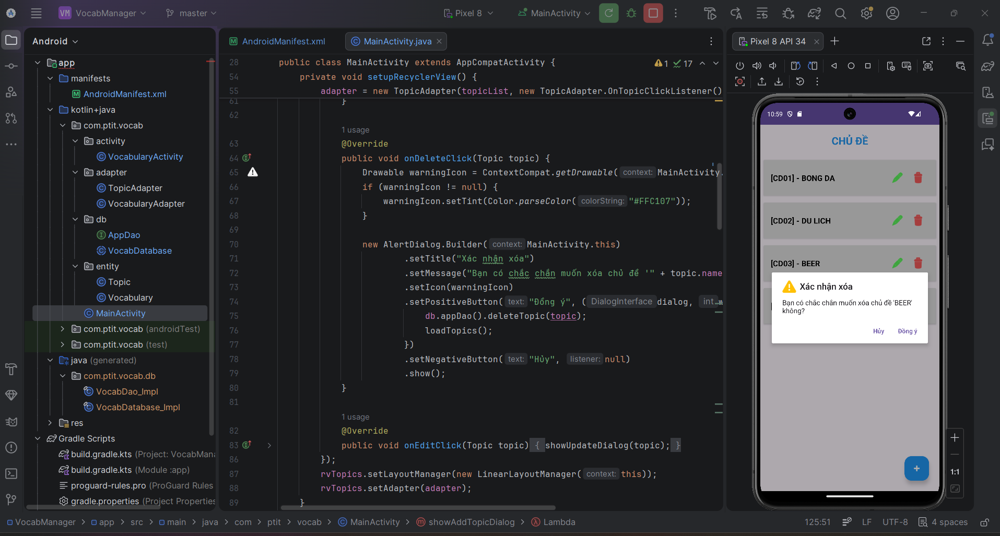 VM VocabManager master Pixel 8 MainActivity
Android
app
manifests
M AndroidManifest.xml
kotlin+java
com.ptit.vocab
activity
VocabularyActivity
adapter
TopicAdapter
VocabularyAdapter
db
AppDao
VocabDatabase
entity
Topic
Vocabulary
MainActivity
com.ptit.vocab (androidTest)
com.ptit.vocab (test)
java (generated)
com.ptit.vocab.db
VocabDao_Impl
VocabDatabase_Impl
res
Gradle Scripts
build.gradle.kts (Project: VocabMana
build.gradle.kts (Module :app)
proguard-rules.pro (ProGuard Rules
gradle.properties (Project Properties
M AndroidManifest.xml MainActivity.java
28 public class MainActivity extends AppCompatActivity { 1 17
54 private void setupRecyclerView() {
55 adapter = new TopicAdapter(topicList, new TopicAdapter.OnTopicClickListener()
61 }
62
1 usage
63 @Override
64 public void onDeleteClick(Topic topic) {
65 Drawable warningIcon = ContextCompat.getDrawable( context: MainActivity.
66 if (warningIcon != null) {
67 warningIcon.setTint(Color.parseColor( colorString: "#FFC107"));
68 }
69
70 new AlertDialog.Builder( context: MainActivity.this)
71 .setTitle("Xác nhận xóa")
72 .setMessage("Bạn có chắc chắn muốn xóa chủ đề '" + topic.name
73 .setIcon(warningIcon)
74 .setPositiveButton( text: "Đồng ý", ( DialogInterface dialog, int w
75 db.appDao().deleteTopic(topic);
76 loadTopics();
77 })
78 .setNegativeButton( text: "Hủy", listener: null)
79 .show();
80 }
81
1 usage
82 @Override
83 public void onEditClick(Topic topic) { showUpdateDialog(topic); }
86 });
87 rvTopics.setLayoutManager(new LinearLayoutManager( context: this));
88 rvTopics.setAdapter(adapter);
89 }
Pixel 8 API 34
10:59
CHỦ ĐỀ
[CD01] - BONG DA
[CD02] - DU LICH
[CD03] - BEER
Xác nhận xóa
Bạn có chắc chắn muốn xóa chủ đề 'BEER'
không?
Hủy Đồng ý
+
1:1
VocabManager > app > src > main > java > com > ptit > vocab > MainActivity > showAddTopicDialog > Lambda 125:51 LF UTF-8 4 spaces